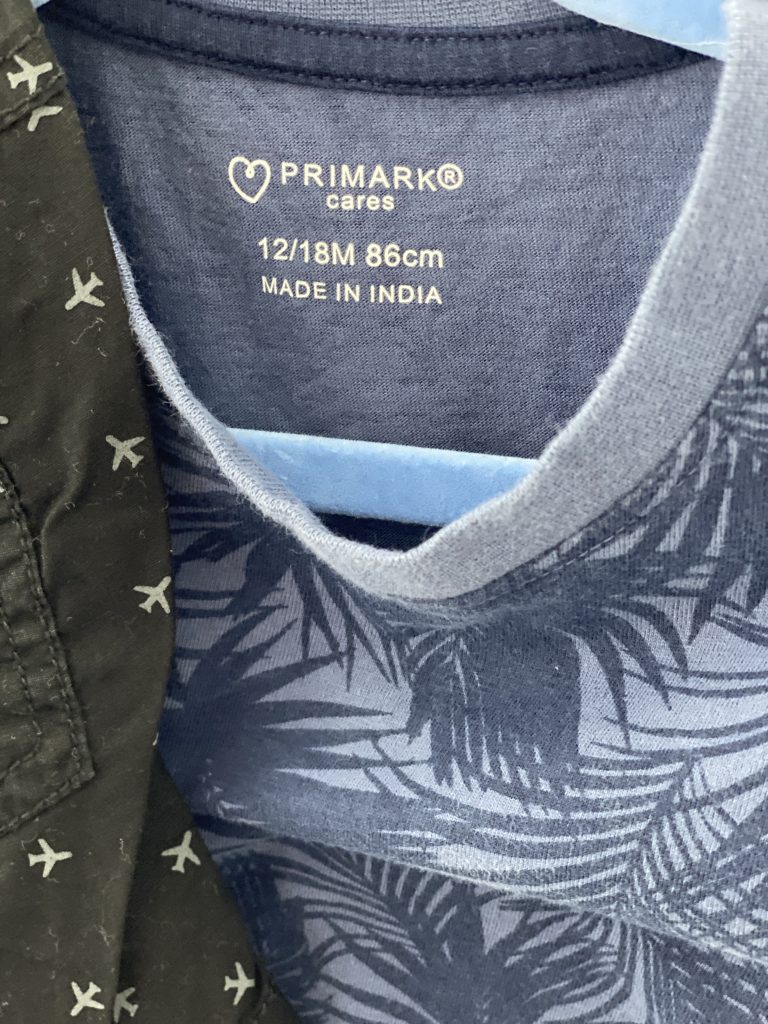 PRIMARK®
cares
12/18M 86cm
MADE IN INDIA